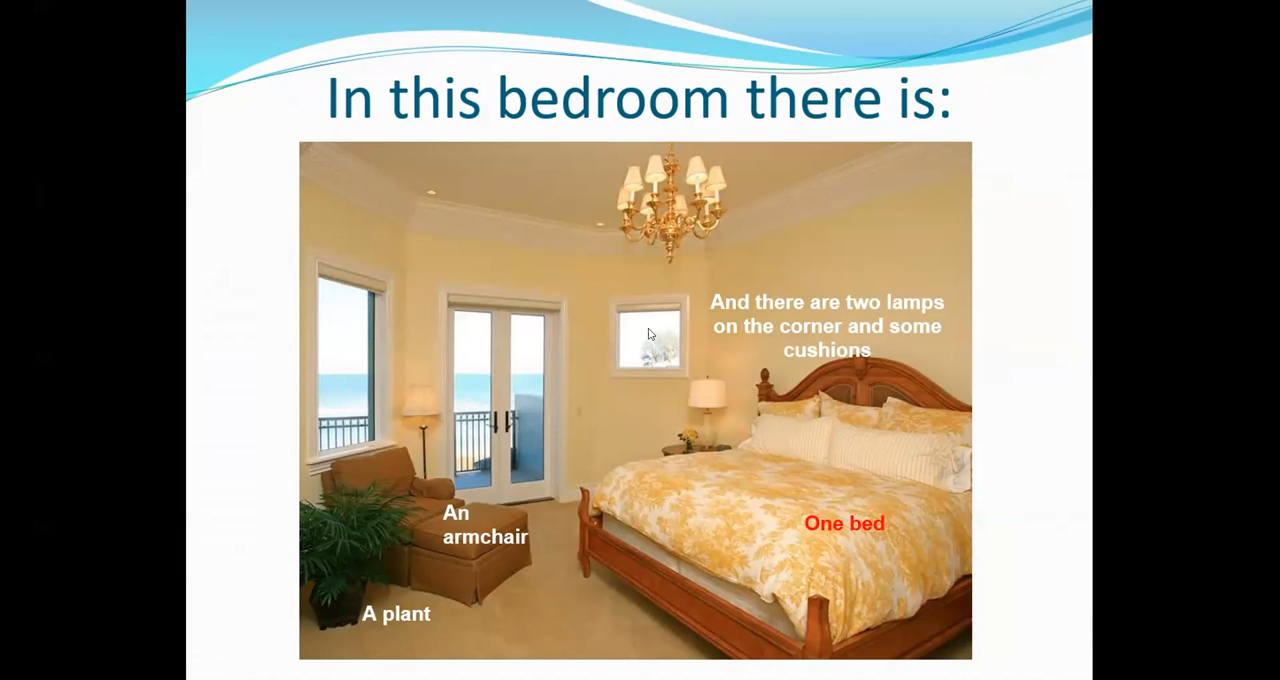 In this bedroom there is:
And there are two lamps
on the corner and some
cushions
An
armchair
One bed
A plant